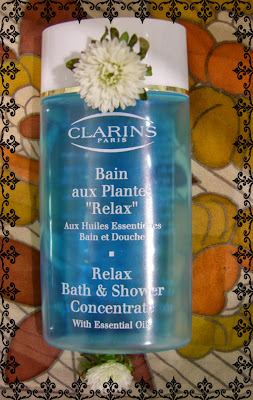 CLARINS
PARIS
Bain
aux Plantes
"Relax"
Aux Huiles Essentielles
Bain et Douche
Relax
Bath & Shower
Concentrate
With Essential Oils